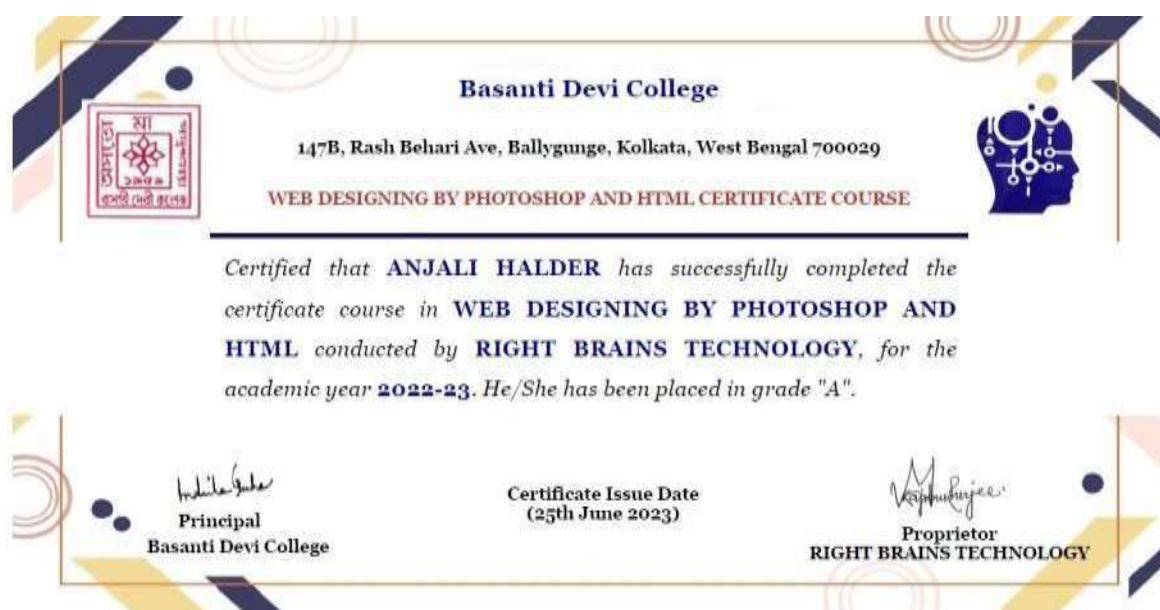 Basanti Devi College
147B, Rash Behari Ave, Ballygunge, Kolkata, West Bengal 700029
মা
WEB DESIGNING BY PHOTOSHOP AND HTML CERTIFICATE COURSE
Certified that ANJALI HALDER has successfully completed the
certificate course in WEB DESIGNING BY PHOTOSHOP AND
HTML conducted by RIGHT BRAINS TECHNOLOGY, for the
academic year 2022-23. He/She has been placed in grade "A".
Certificate Issue Date
(25th June 2023)
Principal
Basanti Devi College
Proprietor
RIGHT BRAINS TECHNOLOGY